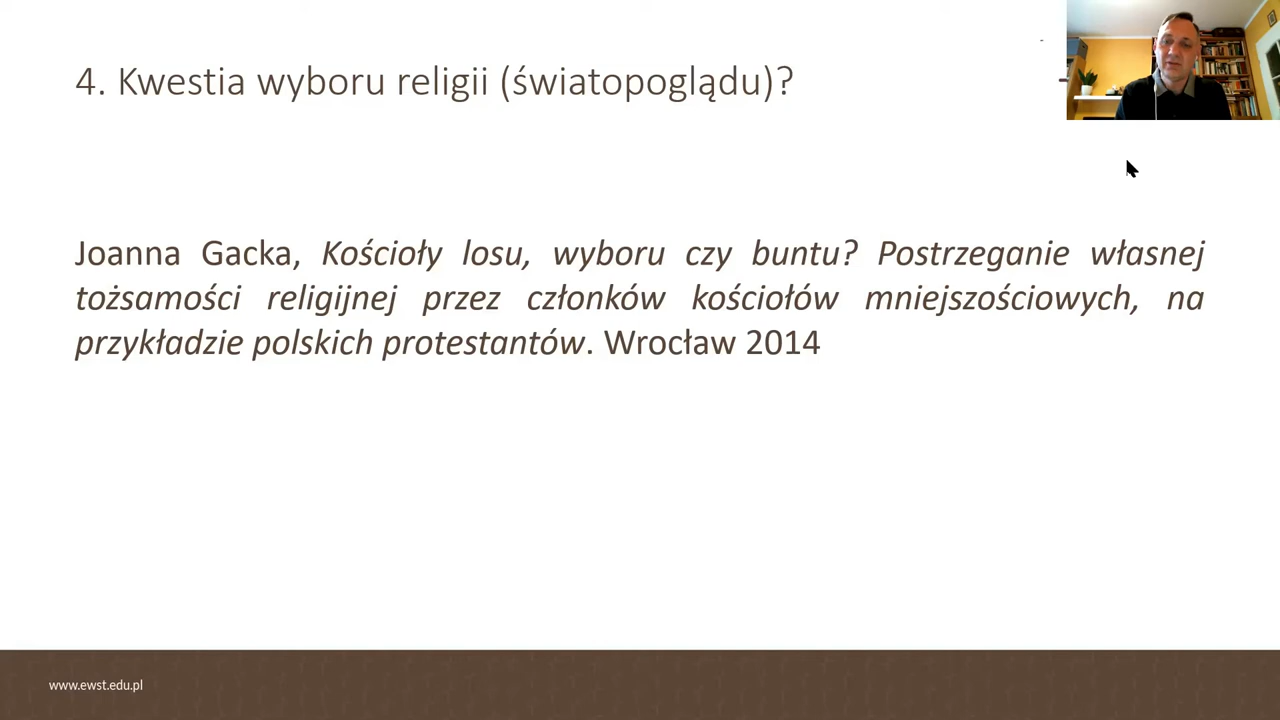 4. Kwestia wyboru religii (światopoglądu)?
Joanna Gacka, Kościoły losu, wyboru czy buntu? Postrzeganie własnej
tożsamości religijnej przez członków kościołów mniejszościowych, na
przykładzie polskich protestantów. Wrocław 2014
www.ewst.edu.pl